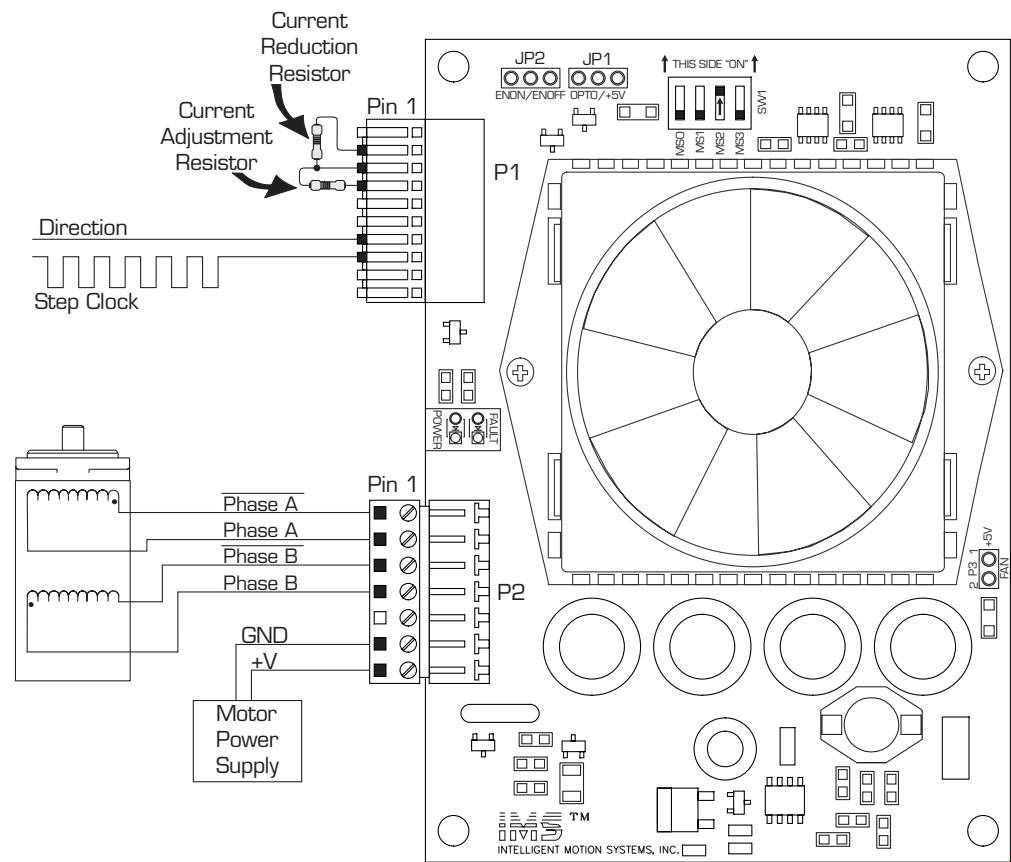 Current
Reduction
Resistor
Current
Adjustment
Resistor
Pin 1
P1
Direction
Step Clock
JP2
ENON/ENOFF
JP1
OPTO/+5V
THIS SIDE "ON"
SW1
MS0
MS1
MS2
MS3
POWER
FAULT
Pin 1
Phase A
Phase A
Phase B
Phase B
P2
GND
+V
Motor
Power
Supply
+5V
1
P3
2
FAN
IMS ™
INTELLIGENT MOTION SYSTEMS, INC.